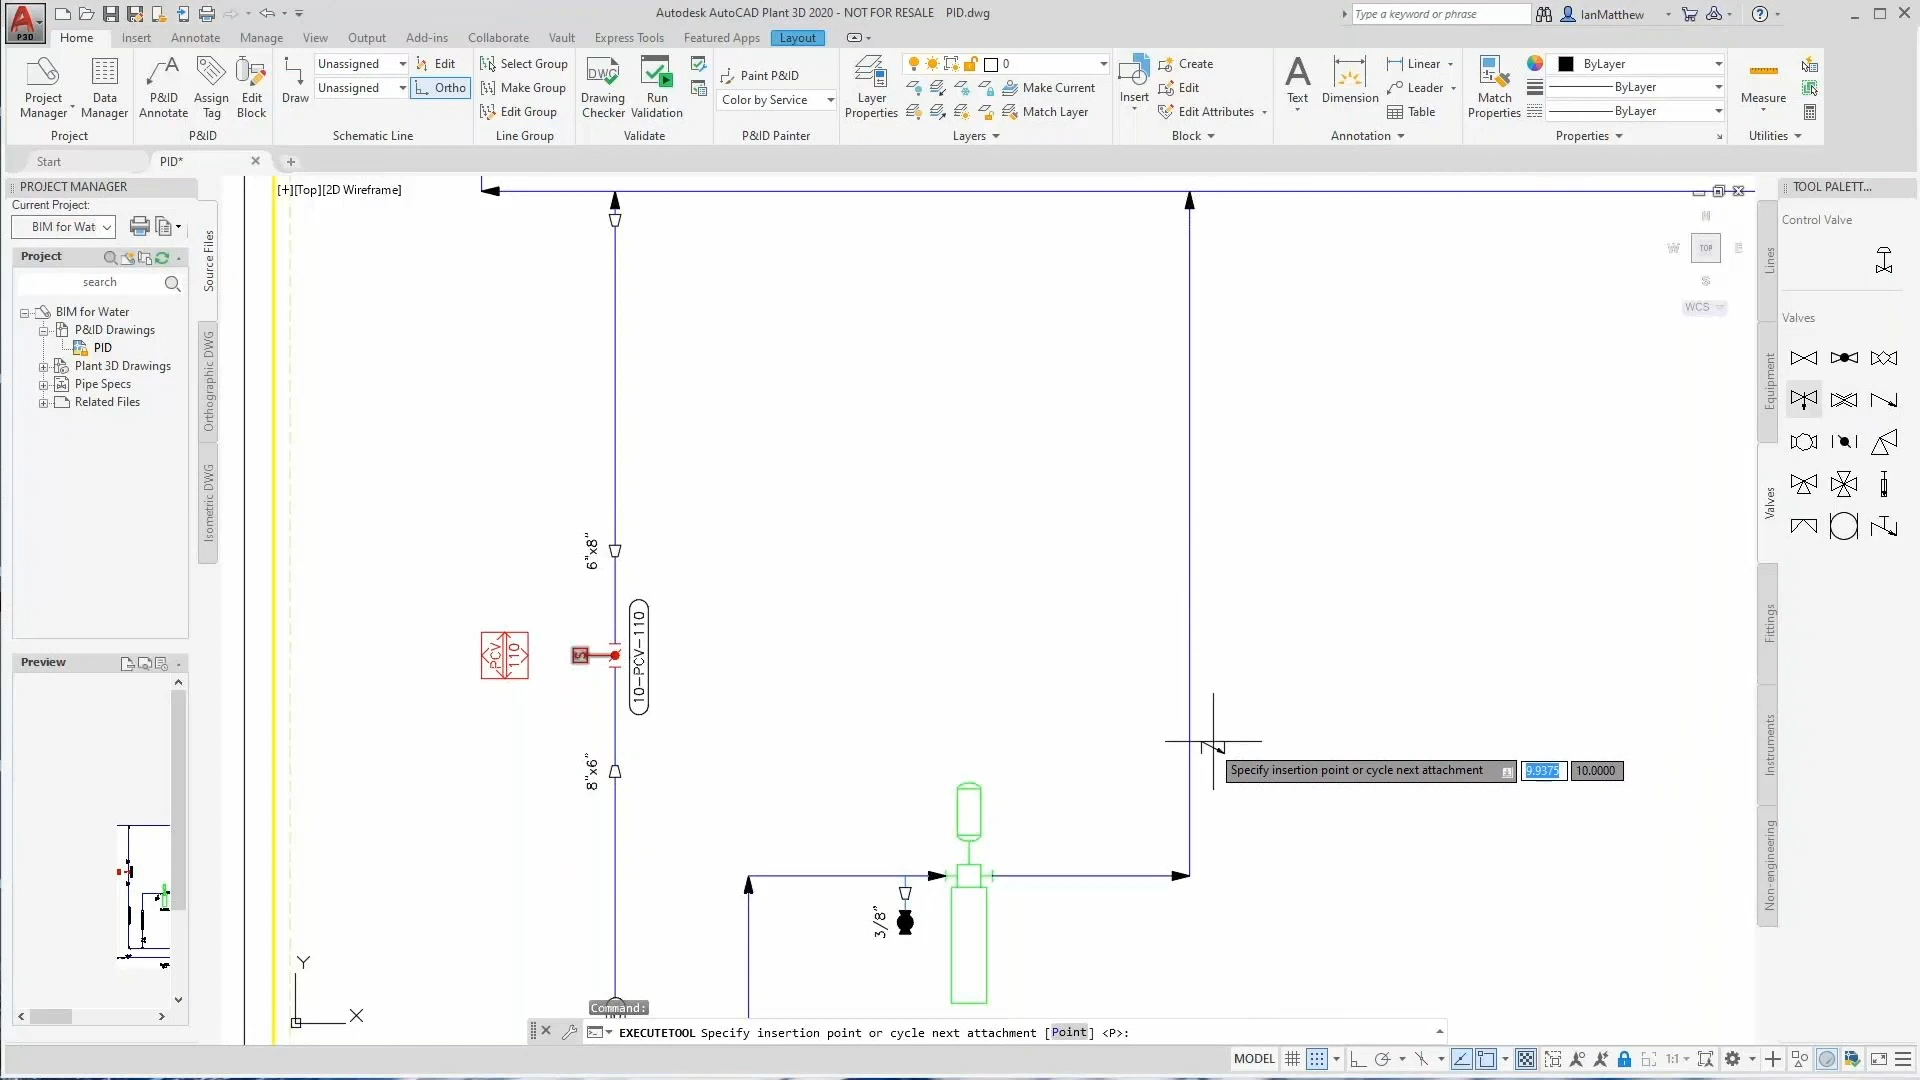 Autodesk AutoCAD Plant 3D 2020 - NOT FOR RESALE PID.dwg
Type a keyword or phrase
IanMatthew
P3D
Home Insert Annotate Manage View Output Add-ins Collaborate Vault Express Tools Featured Apps Layout
Project Manager
Data Manager
Project
P&ID Annotate
Assign Tag
Edit Block
P&ID
Draw
Unassigned
Unassigned
Edit
Ortho
Schematic Line
Select Group
Make Group
Edit Group
Line Group
DWG
Drawing Checker
Run Validation
Validate
Paint P&ID
Color by Service
P&ID Painter
Layer Properties
0
Make Current
Match Layer
Layers
Insert
Create
Edit
Edit Attributes
Block
Text
Dimension
Linear
Leader
Table
Annotation
Match Properties
ByLayer
ByLayer
ByLayer
Properties
Measure
Utilities
Start
PID*
PROJECT MANAGER
Current Project:
BIM for Wat
Project
search
BIM for Water
P&ID Drawings
PID
Plant 3D Drawings
Pipe Specs
Related Files
Source Files
Orthographic DWG
Isometric DWG
Preview
[+][Top][2D Wireframe]
6"x8"
PCV
110
S
10-PCV-110
8"x6"
3/8"
Y
X
N
W
TOP
E
S
WCS
Specify insertion point or cycle next attachment 9.9375 10.0000
Command:
EXECUTETOOL Specify insertion point or cycle next attachment [Point] <P>:
TOOL PALETT...
Control Valve
Valves
Lines
Equipment
Valves
Fittings
Instruments
Non-engineering
MODEL
1:1